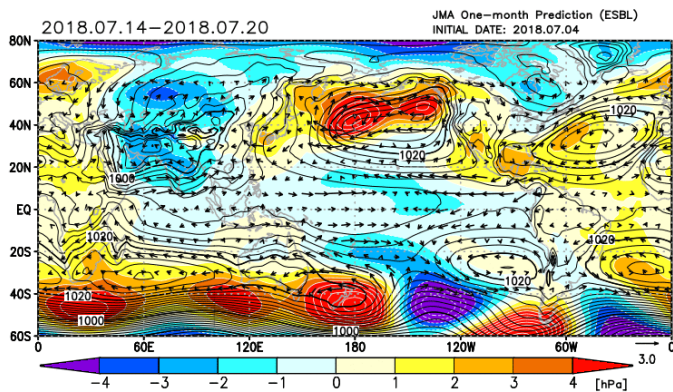 2018.07.14−2018.07.20
JMA One−month Prediction (ESBL)
INITIAL DATE: 2018.07.04
80N
60N
40N
20N
EQ
20S
40S
60S
1020
1020
1000
1020
1020
1020
1020
1000
1000
0
60E
120E
180
120W
60W
0
3.0
−4
−3
−2
−1
0
1
2
3
4
[hPa]